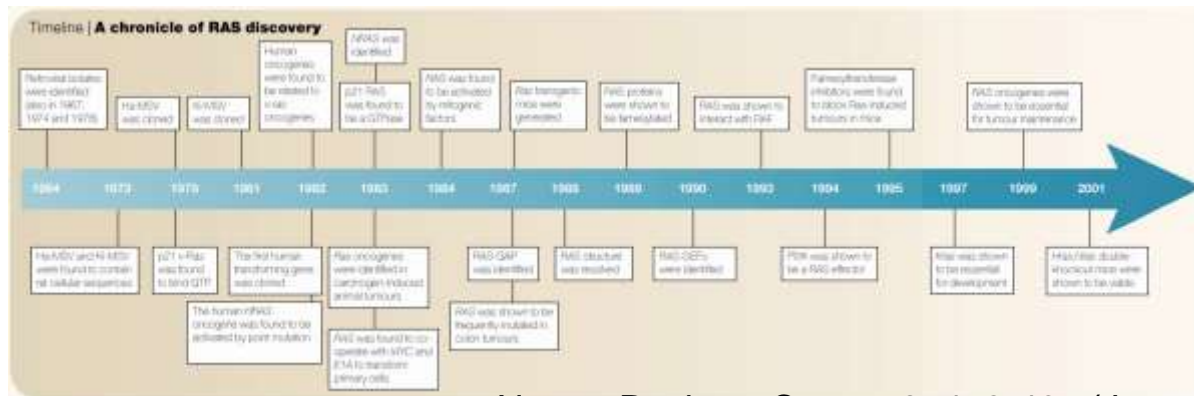 Timeline | A chronicle of RAS discovery
Retroviral isolates
were identified
(also in 1967,
1974 and 1978)
Ha-MSV
was cloned
Ki-MSV
was cloned
Human
oncogenes
were found to
be related to
v-ras
oncogenes
NRAS was
identified
p21 RAS
was found to
be a GTPase
RAS was found
to be activated
by mitogenic
factors
Ras transgenic
mice were
generated
RAS proteins
were shown to
be farnesylated
RAS was shown to
interact with RAF
Farnesyltransferase
inhibitors were found
to block Ras-induced
tumours in mice
RAS oncogenes were
shown to be essential
for tumour maintenance
1964 1973 1979 1981 1982 1983 1984 1987 1988 1989 1990 1993 1994 1995 1997 1999 2001
Ha-MSV and Ki-MSV
were found to contain
rat cellular sequences
p21 v-Ras
was found
to bind GTP
The first human
transforming gene
was cloned
The human HRAS
oncogene was found to be
activated by point mutation
Ras oncogenes
were identified in
carcinogen-induced
animal tumours
RAS was found to co-
operate with MYC and
E1A to transform
primary cells
RAS-GAP
was identified
RAS was shown to be
frequently mutated in
colon tumours
RAS structure
was resolved
RAS-GEFs
were identified
PI3K was shown to
be a RAS effector
Kras was shown
to be essential
for development
Hras/Nras double
knockout mice were
shown to be viable